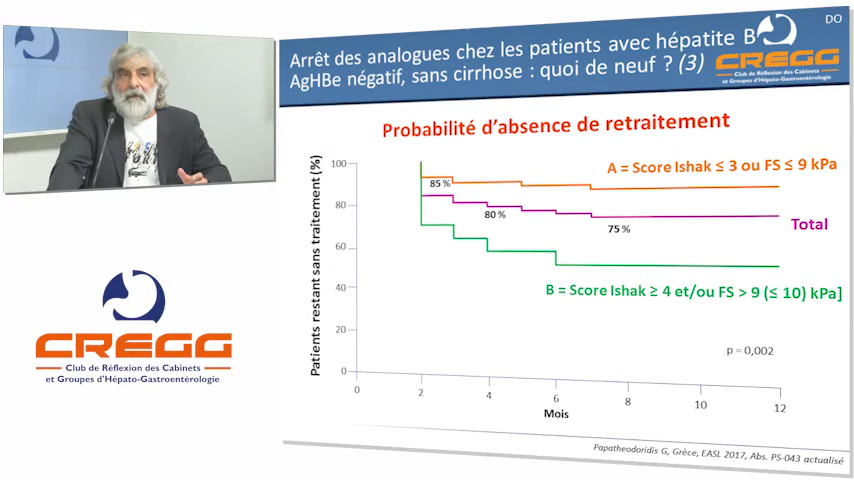 Arrêt des analogues chez les patients avec hépatite B
AgHBe négatif, sans cirrhose : quoi de neuf ? (3)
DO
CREGG
Club de Réflexion des Cabinets
et Groupes d'Hépato-Gastroentérologie
Probabilité d'absence de retraitement
Patients restant sans traitement (%)
100
80
60
40
20
0
A = Score Ishak ≤ 3 ou FS ≤ 9 kPa
85 %
80 %
75 %
Total
B = Score Ishak ≥ 4 et/ou FS > 9 (≤ 10) kPa]
p = 0,002
0
2
4
6
8
10
12
Mois
Papatheodoridis G, Grèce, EASL 2017, Abs. PS-043 actualisé
CREGG
Club de Réflexion des Cabinets
et Groupes d'Hépato-Gastroentérologie